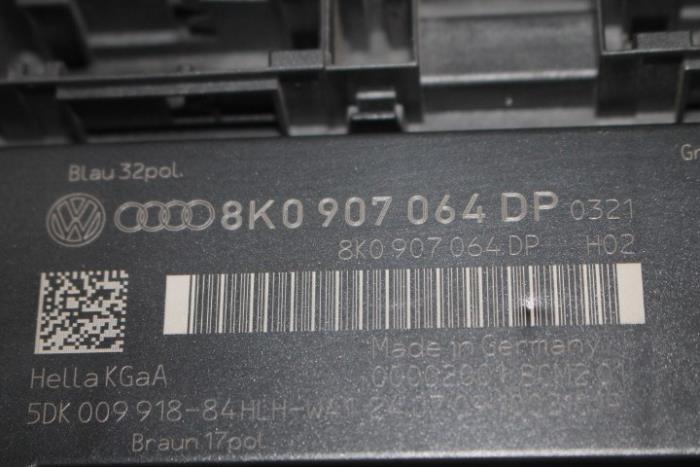 Blau 32pol.
8K0 907 064 DP 0321
8K0 907 064 DP H02
Made in Germany
Hella KGaA
5DK 009 918-84
Braun 17pol.